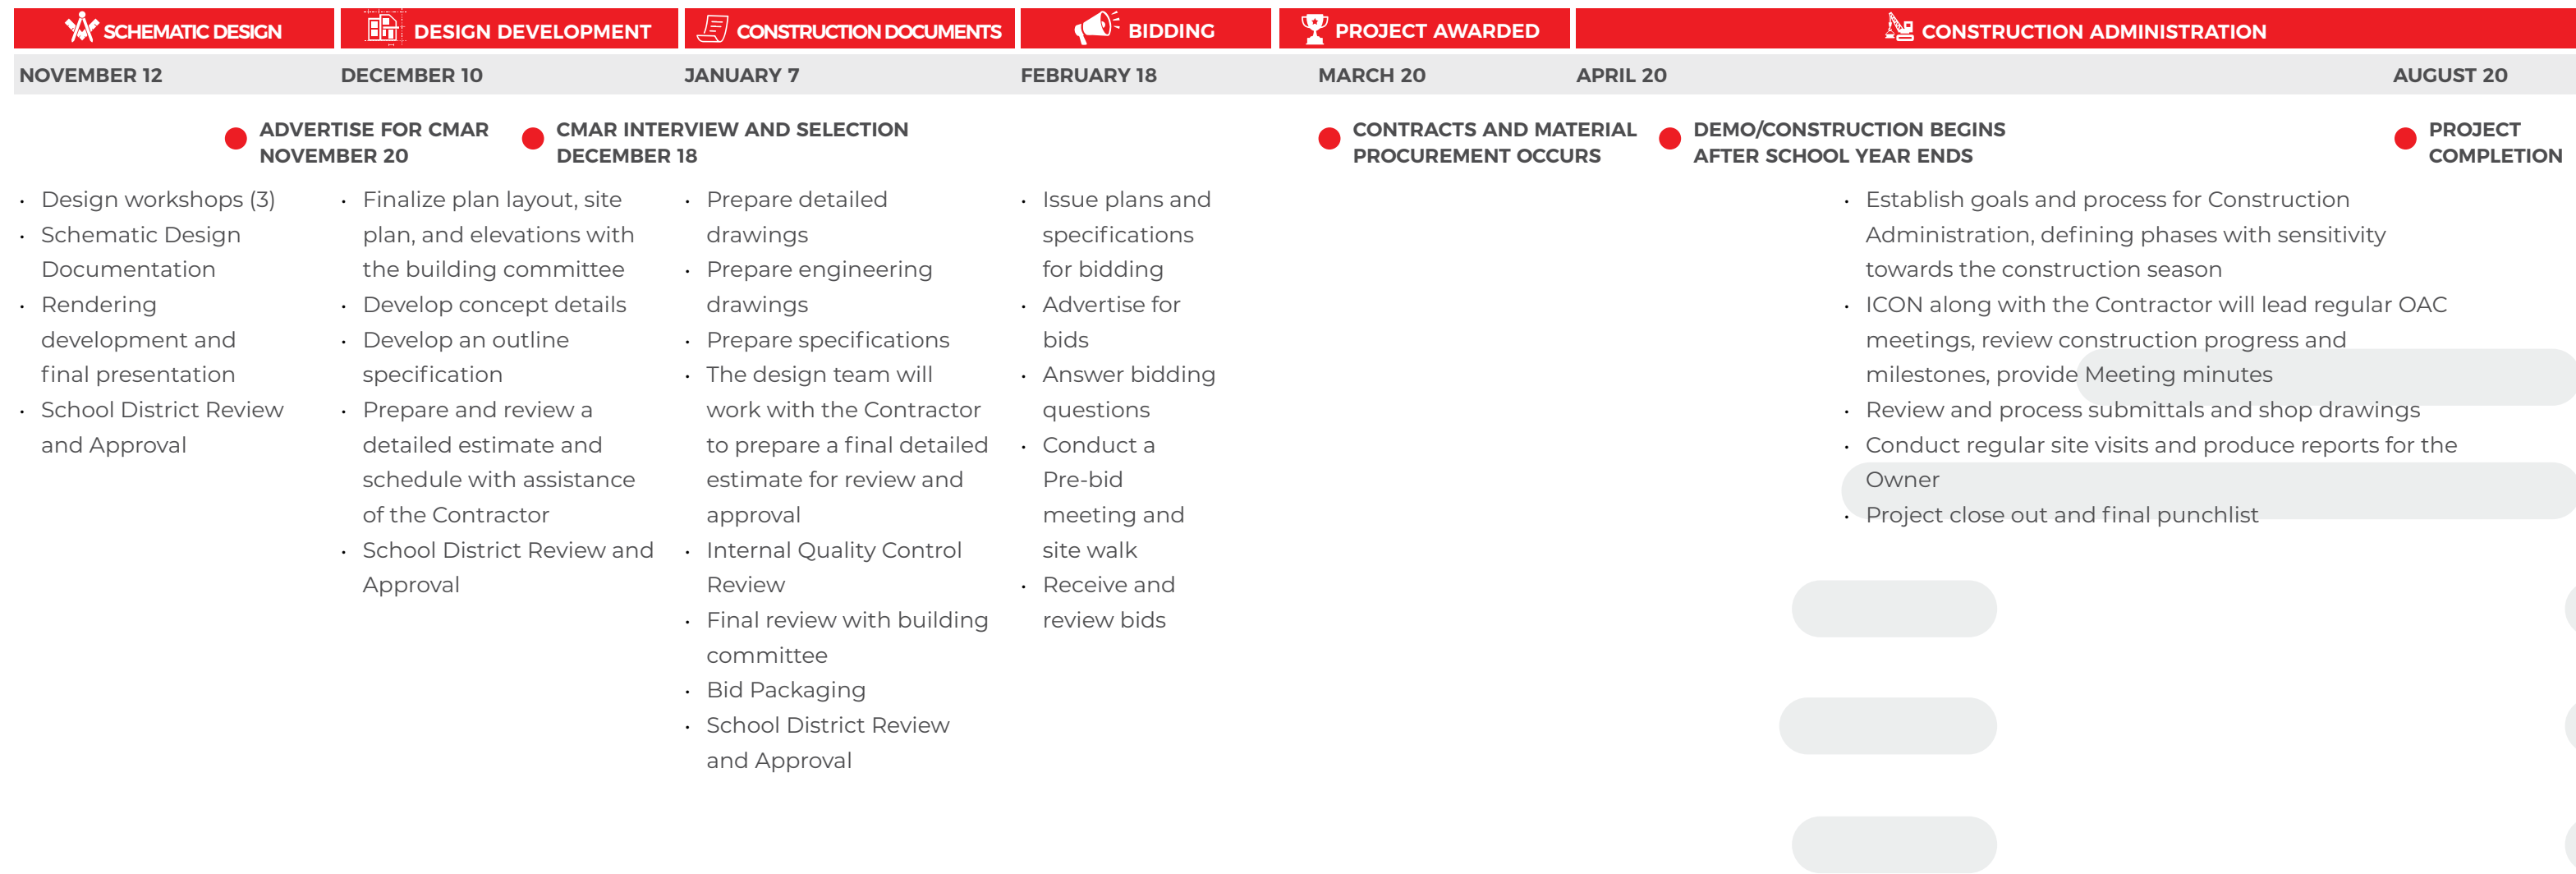 SCHEMATIC DESIGN
DESIGN DEVELOPMENT
CONSTRUCTION DOCUMENTS
BIDDING
PROJECT AWARDED
CONSTRUCTION ADMINISTRATION
NOVEMBER 12
DECEMBER 10
JANUARY 7
FEBRUARY 18
MARCH 20
APRIL 20
AUGUST 20
ADVERTISE FOR CMAR
NOVEMBER 20
CMAR INTERVIEW AND SELECTION
DECEMBER 18
CONTRACTS AND MATERIAL
PROCUREMENT OCCURS
DEMO/CONSTRUCTION BEGINS
AFTER SCHOOL YEAR ENDS
PROJECT
COMPLETION
• Design workshops (3)
• Schematic Design
Documentation
• Rendering
development and
final presentation
• School District Review
and Approval
• Finalize plan layout, site
plan, and elevations with
the building committee
• Develop concept details
• Develop an outline
specification
• Prepare and review a
detailed estimate and
schedule with assistance
of the Contractor
• School District Review and
Approval
• Prepare detailed
drawings
• Prepare engineering
drawings
• Prepare specifications
• The design team will
work with the Contractor
to prepare a final detailed
estimate for review and
approval
• Internal Quality Control
Review
• Final review with building
committee
• Bid Packaging
• School District Review
and Approval
• Issue plans and
specifications
for bidding
• Advertise for
bids
• Answer bidding
questions
• Conduct a
Pre-bid
meeting and
site walk
• Receive and
review bids
• Establish goals and process for Construction
Administration, defining phases with sensitivity
towards the construction season
• ICON along with the Contractor will lead regular OAC
meetings, review construction progress and
milestones, provide Meeting minutes
• Review and process submittals and shop drawings
• Conduct regular site visits and produce reports for the
Owner
• Project close out and final punchlist